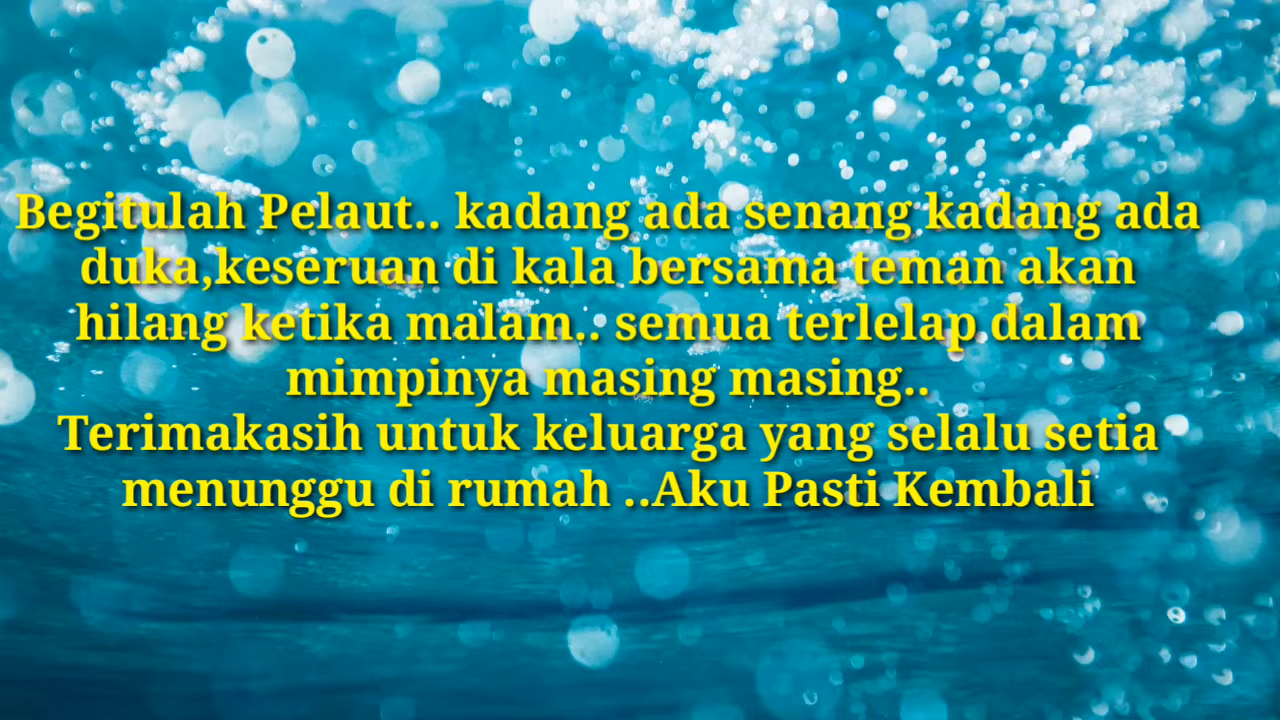 Begitulah Pelaut.. kadang ada senang kadang ada
duka,keseruan di kala bersama teman akan
hilang ketika malam.. semua terlelap dalam
mimpinya masing masing..
Terimakasih untuk keluarga yang selalu setia
menunggu di rumah ..Aku Pasti Kembali